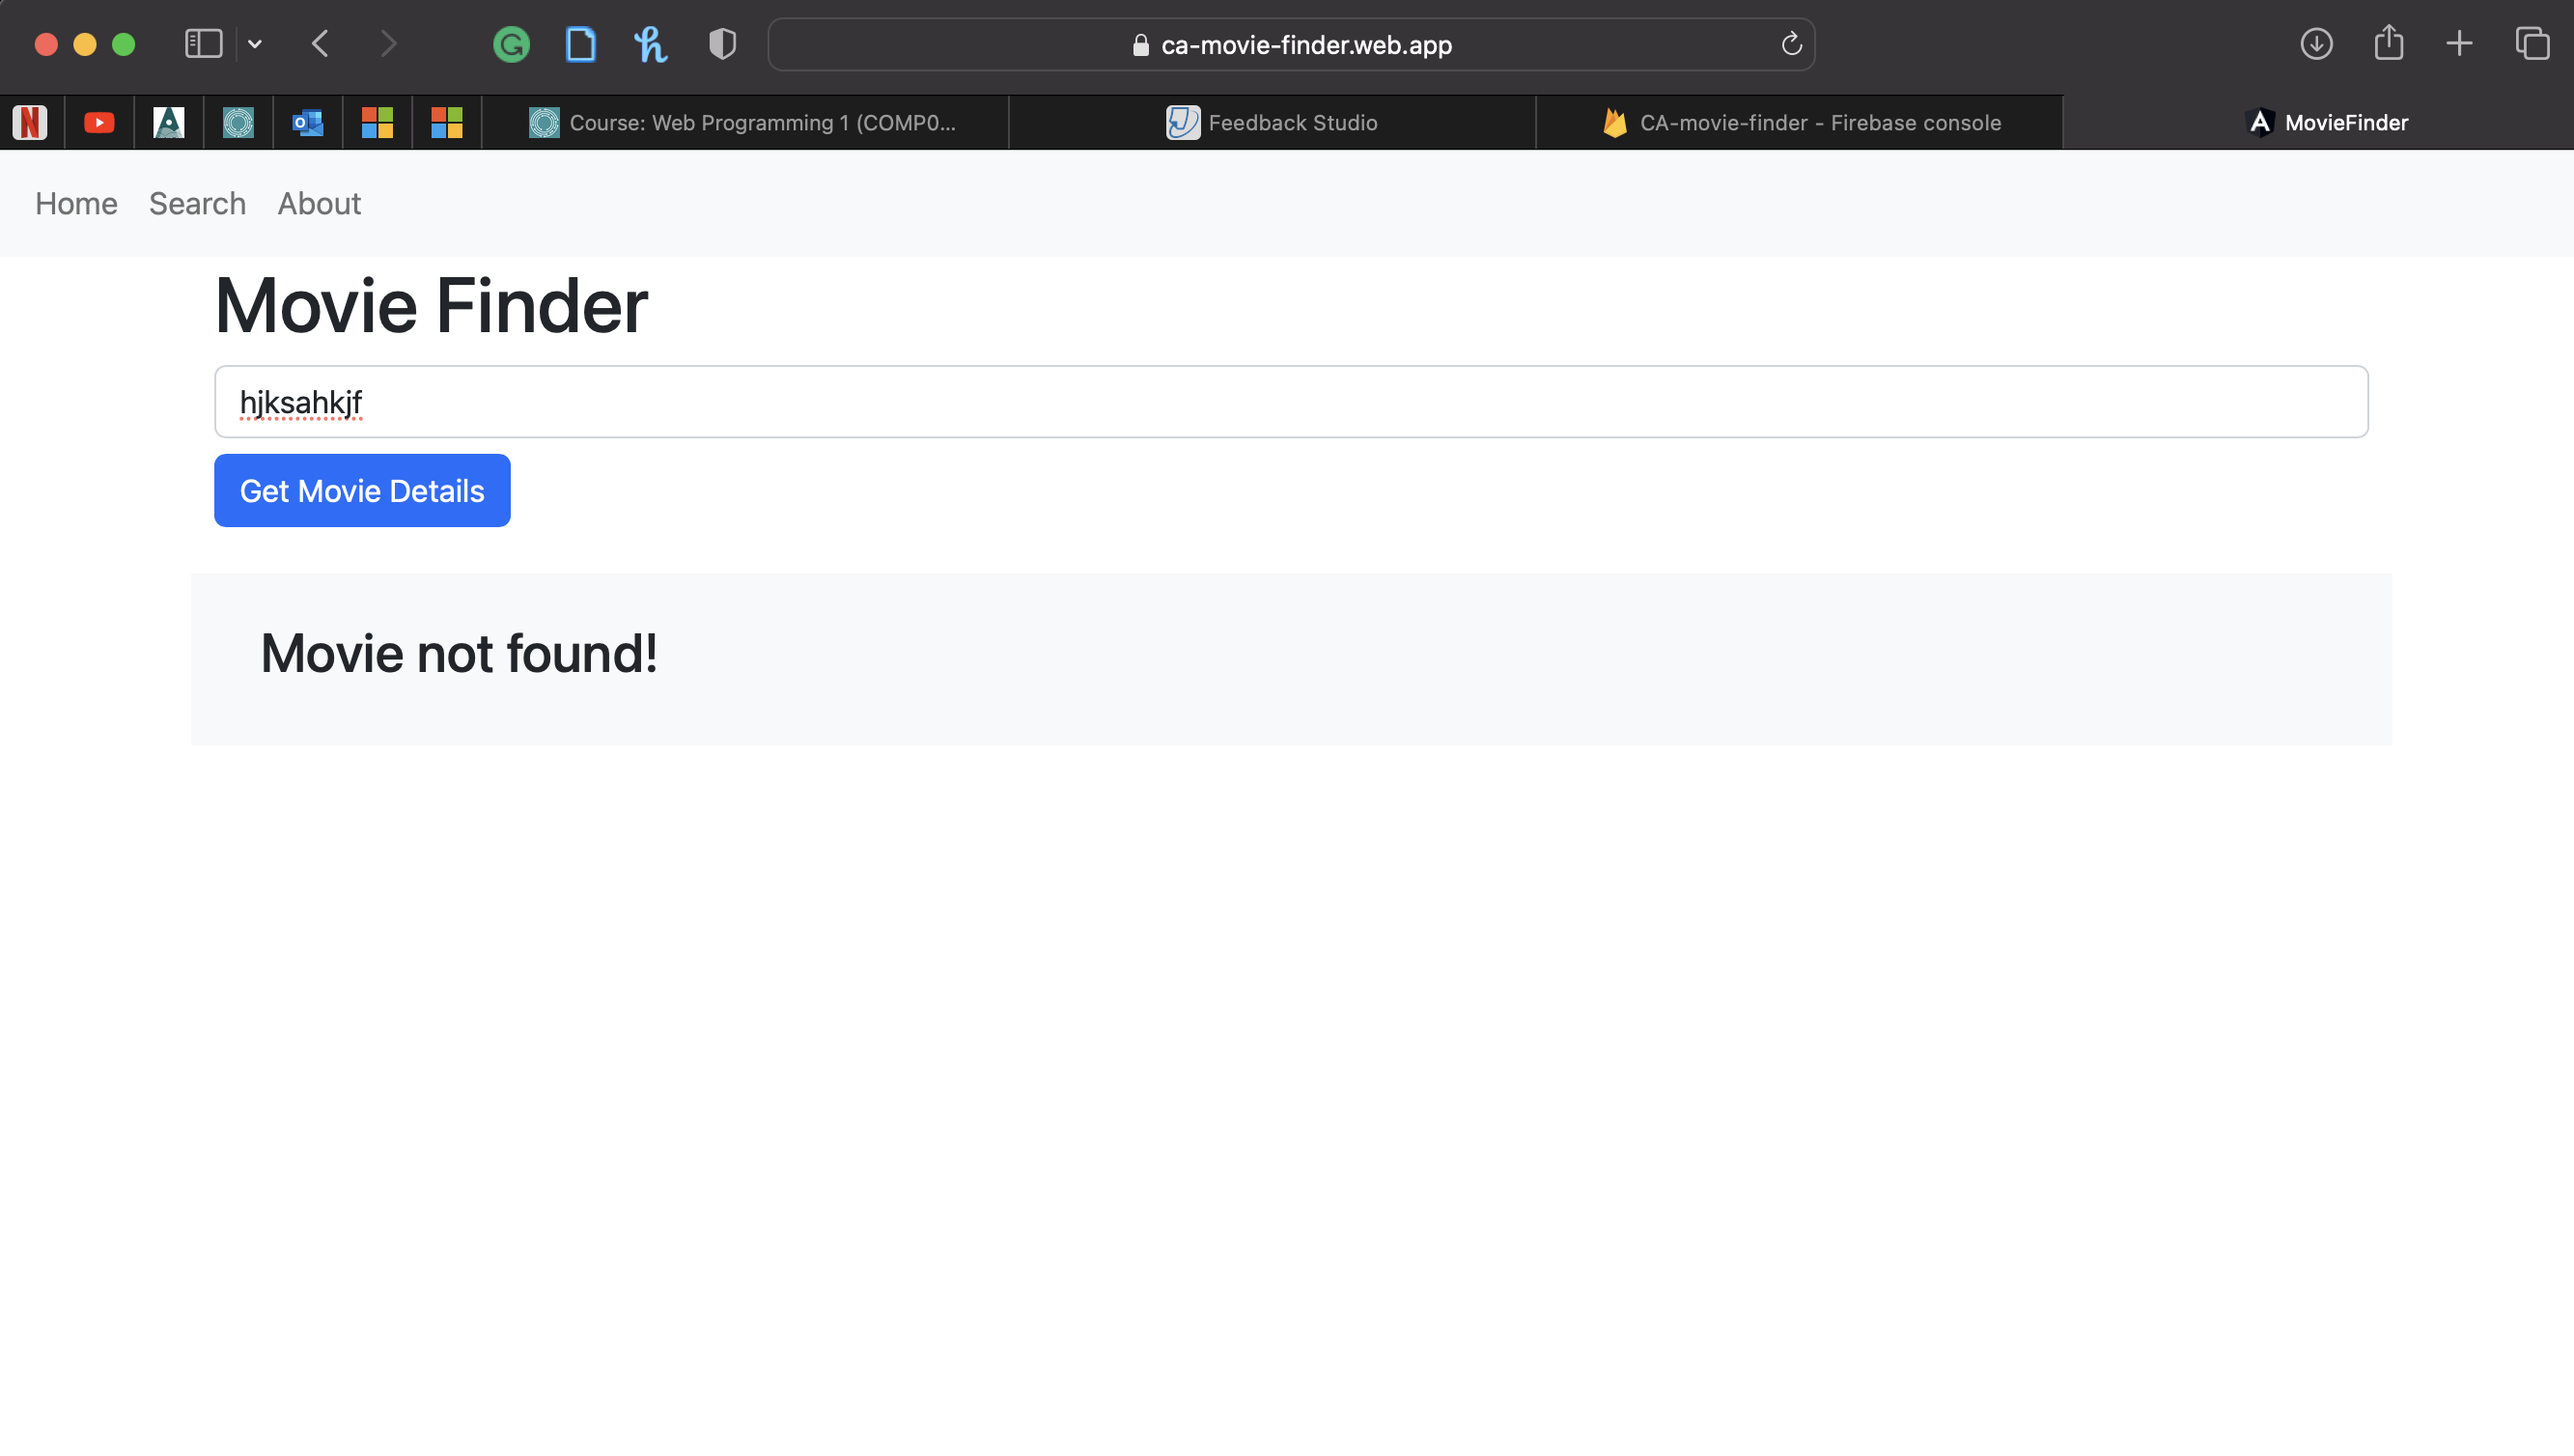 ca-movie-finder.web.app
Course: Web Programming 1 (COMP0...
Feedback Studio
CA-movie-finder - Firebase console
MovieFinder
Home Search About
Movie Finder
hjksahkjf
Get Movie Details
Movie not found!